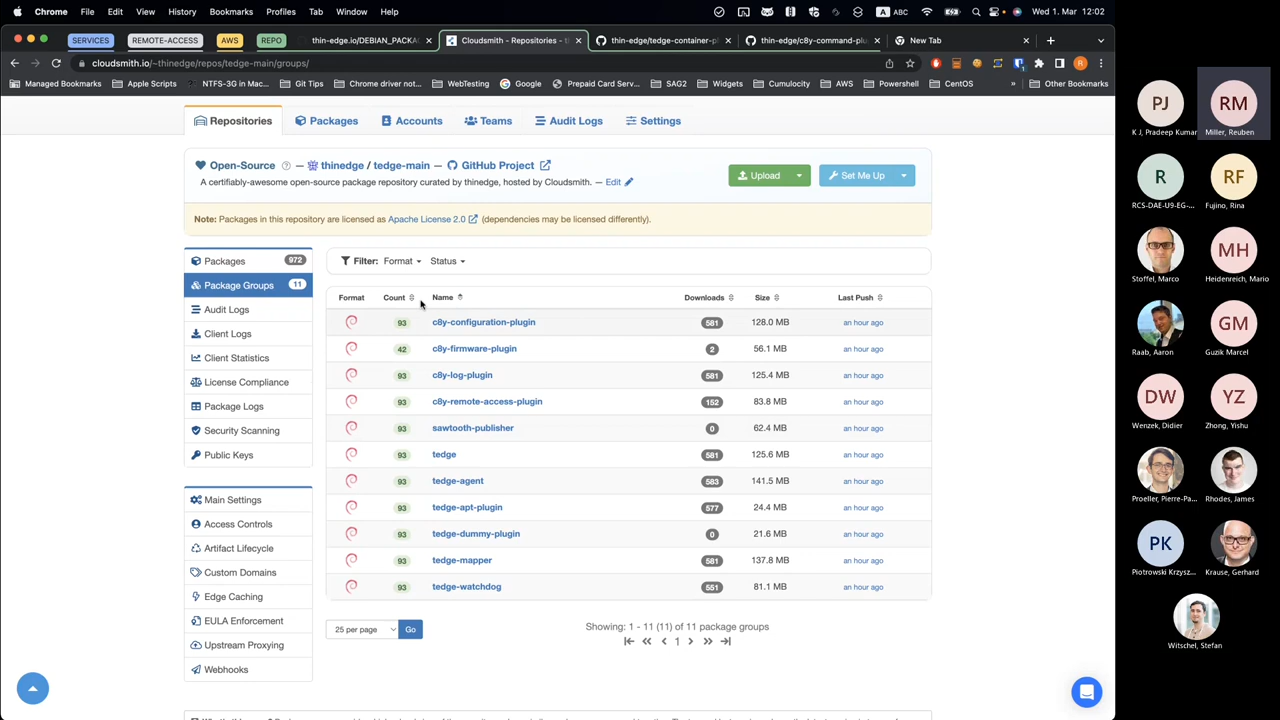 Chrome File Edit View History Bookmarks Profiles Tab Window Help A ABC Wed 1. Mar 12:02
SERVICES REMOTE-ACCESS AWS REPO thin-edge.io/DEBIAN_PACKA Cloudsmith - Repositories - th thin-edge/tedge-container-pl thin-edge/c8y-command-plu New Tab
cloudsmith.io/~thinedge/repos/tedge-main/groups/ R
Managed Bookmarks Apple Scripts NTFS-3G in Mac... Git Tips Chrome driver not... WebTesting Google Prepaid Card Serv... SAG2 Widgets Cumulocity AWS Powershell CentOS » Other Bookmarks
Repositories Packages Accounts Teams Audit Logs Settings
Open-Source — thinedge / tedge-main — GitHub Project
A certifiably-awesome open-source package repository curated by thinedge, hosted by Cloudsmith. — Edit
Upload Set Me Up
Note: Packages in this repository are licensed as Apache License 2.0 (dependencies may be licensed differently).
Packages 972
Package Groups 11
Audit Logs
Client Logs
Client Statistics
License Compliance
Package Logs
Security Scanning
Public Keys
Main Settings
Access Controls
Artifact Lifecycle
Custom Domains
Edge Caching
EULA Enforcement
Upstream Proxying
Webhooks
Filter: Format Status
Format Count Name Downloads Size Last Push
93 c8y-configuration-plugin 581 128.0 MB an hour ago
42 c8y-firmware-plugin 2 56.1 MB an hour ago
93 c8y-log-plugin 581 125.4 MB an hour ago
93 c8y-remote-access-plugin 152 83.8 MB an hour ago
93 sawtooth-publisher 0 62.4 MB an hour ago
93 tedge 581 125.6 MB an hour ago
93 tedge-agent 583 141.5 MB an hour ago
93 tedge-apt-plugin 577 24.4 MB an hour ago
93 tedge-dummy-plugin 0 21.6 MB an hour ago
93 tedge-mapper 581 137.8 MB an hour ago
93 tedge-watchdog 551 81.1 MB an hour ago
25 per page Go
Showing: 1 - 11 (11) of 11 package groups
1
PJ RM
K J, Pradeep Kumar Miller, Reuben
R RF
RCS-DAE-U9-EG-... Fujino, Rina
MH
Stoffel, Marco Heidenreich, Mario
GM
Raab, Aaron Guzik Marcel
DW YZ
Wenzek, Didier Zhong, Yishu
Proeller, Pierre-Pa... Rhodes, James
PK
Piotrowski Krzysz... Krause, Gerhard
Witschel, Stefan